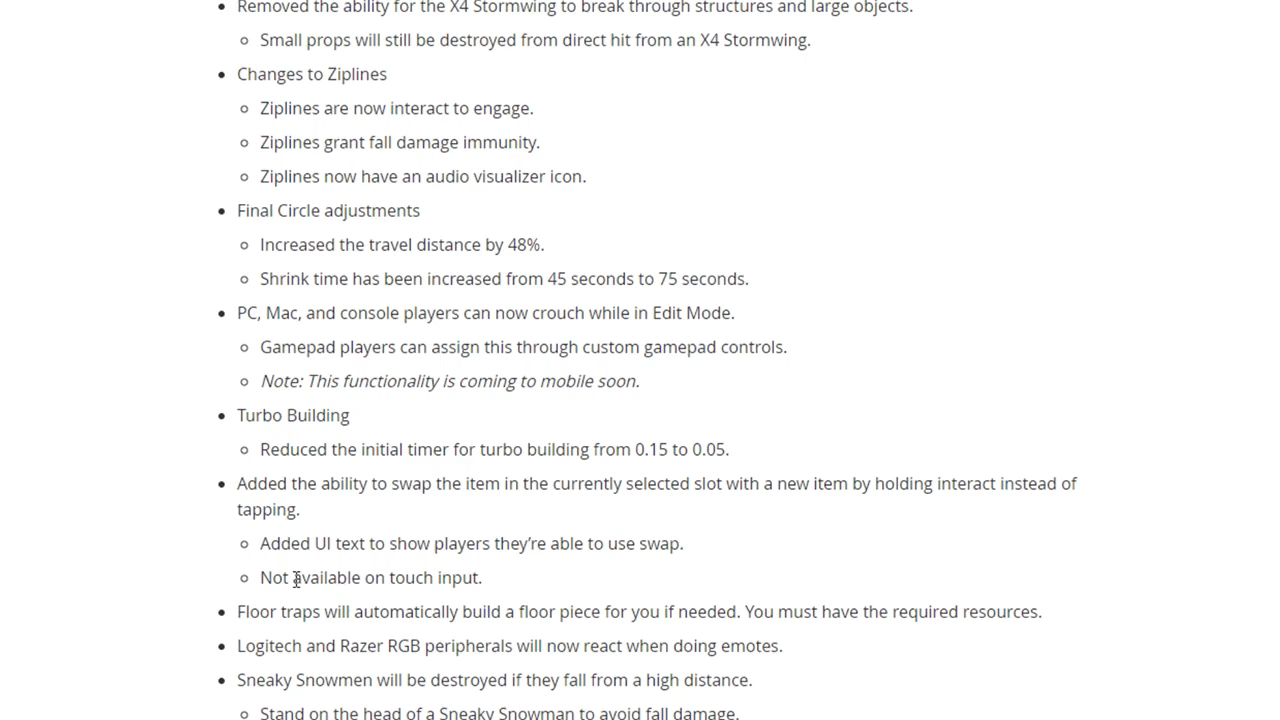 Removed the ability for the X4 Stormwing to break through structures and large objects.
Small props will still be destroyed from direct hit from an X4 Stormwing.
Changes to Ziplines
Ziplines are now interact to engage.
Ziplines grant fall damage immunity.
Ziplines now have an audio visualizer icon.
Final Circle adjustments
Increased the travel distance by 48%.
Shrink time has been increased from 45 seconds to 75 seconds.
PC, Mac, and console players can now crouch while in Edit Mode.
Gamepad players can assign this through custom gamepad controls.
Note: This functionality is coming to mobile soon.
Turbo Building
Reduced the initial timer for turbo building from 0.15 to 0.05.
Added the ability to swap the item in the currently selected slot with a new item by holding interact instead of
tapping.
Added UI text to show players they’re able to use swap.
Not available on touch input.
Floor traps will automatically build a floor piece for you if needed. You must have the required resources.
Logitech and Razer RGB peripherals will now react when doing emotes.
Sneaky Snowmen will be destroyed if they fall from a high distance.
Stand on the head of a Sneaky Snowman to avoid fall damage.